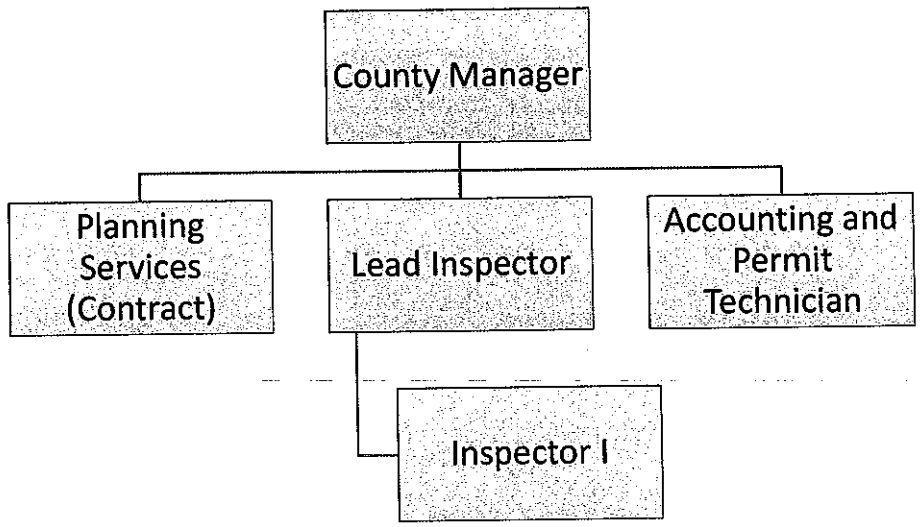 County Manager
Planning
Services
(Contract)
Lead Inspector
Accounting and
Permit
Technician
Inspector I